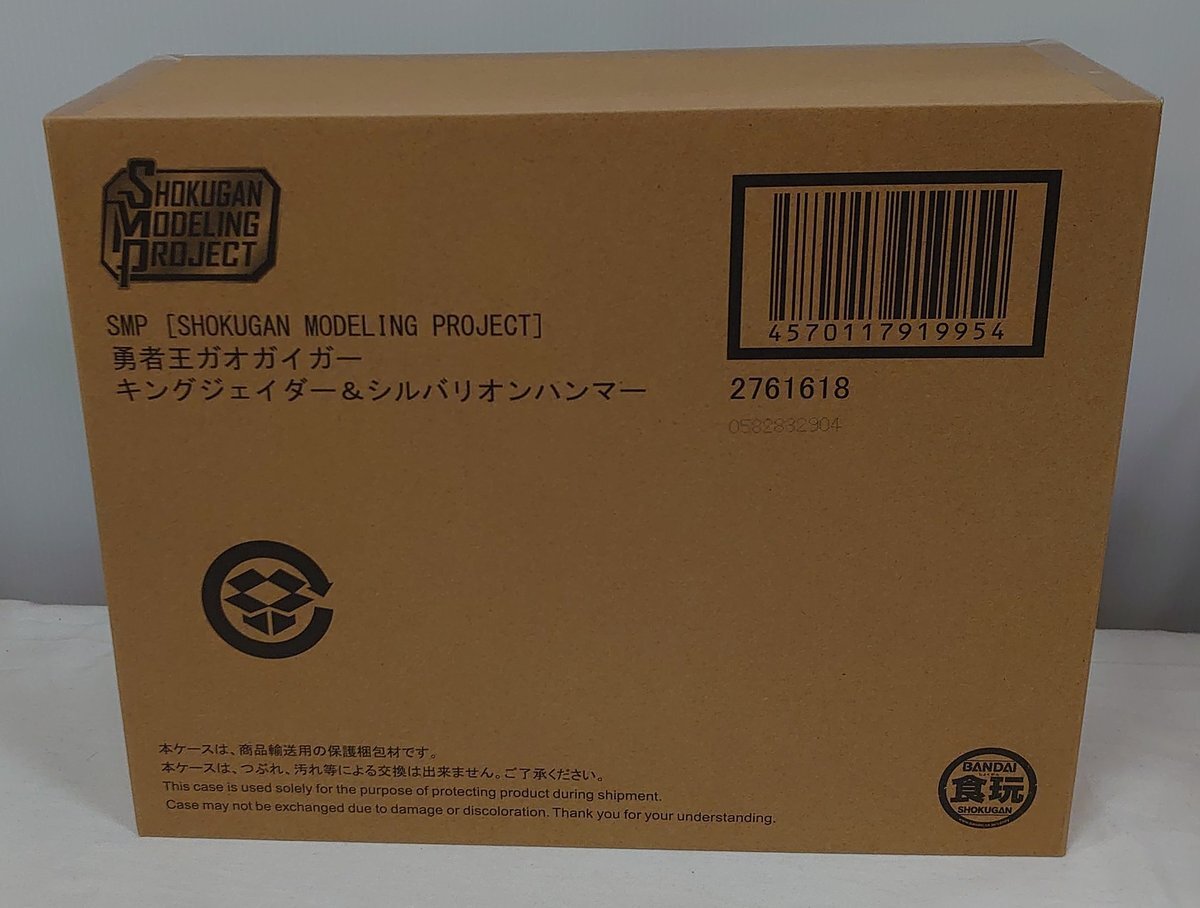 SHOKUGAN
MODELING
PROJECT
SMP [SHOKUGAN MODELING PROJECT]
勇者王ガオガイガー
キングジェイダー&シルバリオンハンマー
4570117919954
2761618
0582832904
本ケースは、商品輸送用の保護梱包材です。
本ケースは、つぶれ、汚れ等による交換は出来ません。ご了承ください。
This case is used solely for the purpose of protecting product during shipment.
Case may not be exchanged due to damage or discoloration. Thank you for your understanding.
BANDAI
食玩
SHOKUGAN